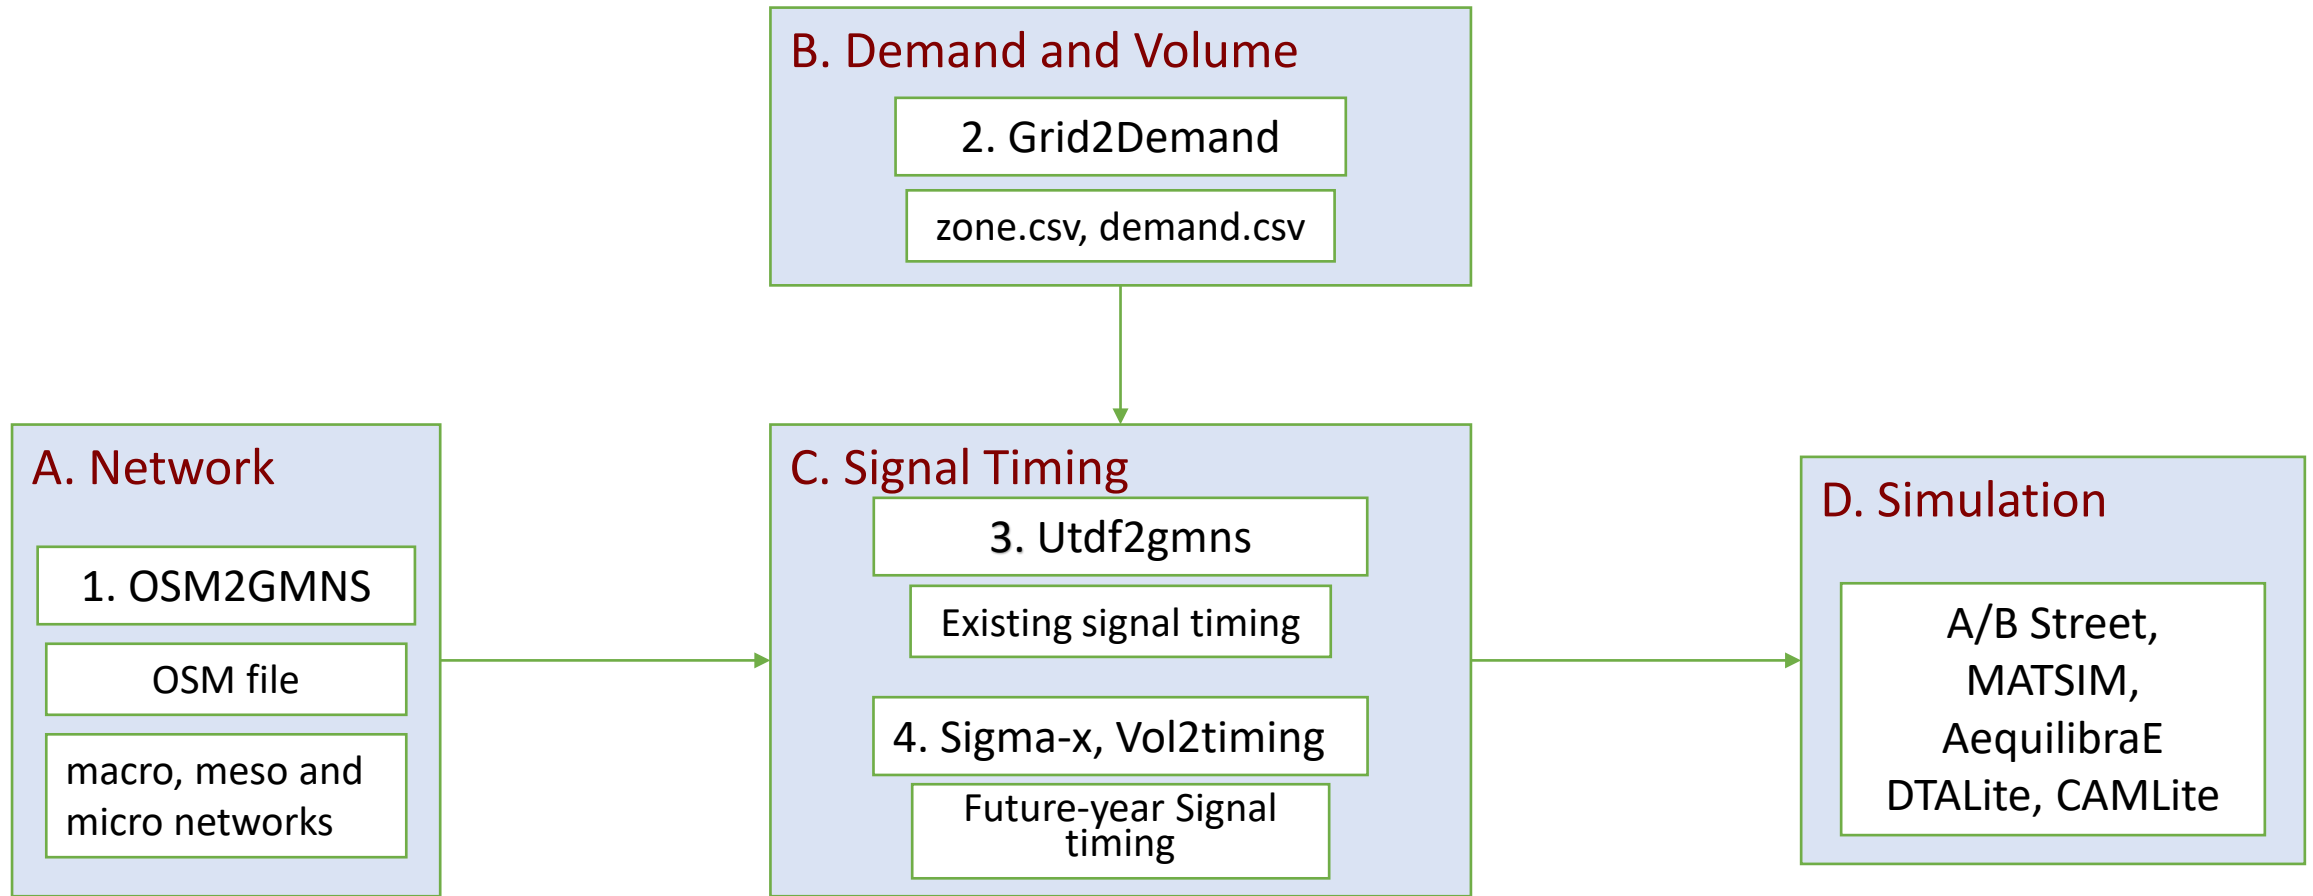 B. Demand and Volume
2. Grid2Demand
zone.csv, demand.csv
A. Network
1. OSM2GMNS
OSM file
macro, meso and
micro networks
C. Signal Timing
3. Utdf2gmns
Existing signal timing
4. Sigma-x, Vol2timing
Future-year Signal
timing
D. Simulation
A/B Street,
MATSIM,
AequilibraE
DTALite, CAMLite